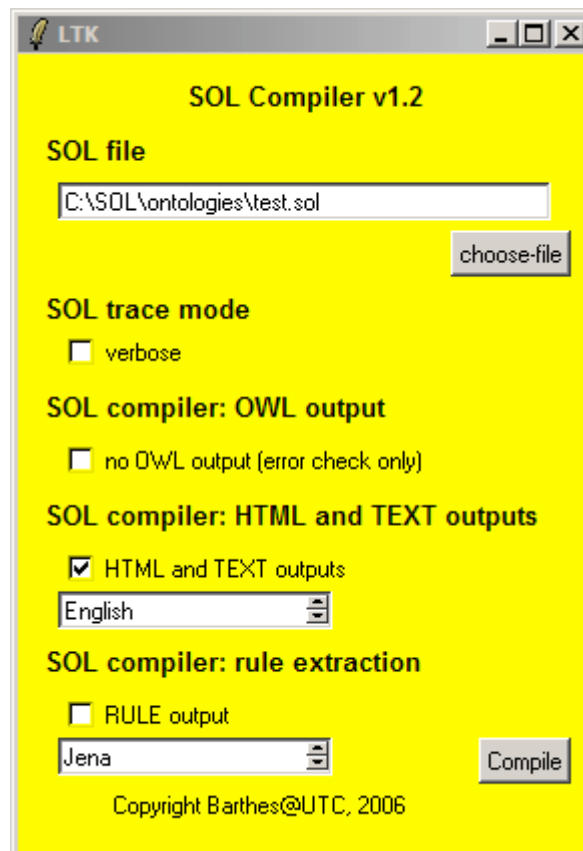 LTK
SOL Compiler v1.2
SOL file
C:\SOL\ontologies\test.sol
choose-file
SOL trace mode
verbose
SOL compiler: OWL output
no OWL output (error check only)
SOL compiler: HTML and TEXT outputs
HTML and TEXT outputs
English
SOL compiler: rule extraction
RULE output
Jena
Compile
Copyright Barthes@UTC, 2006